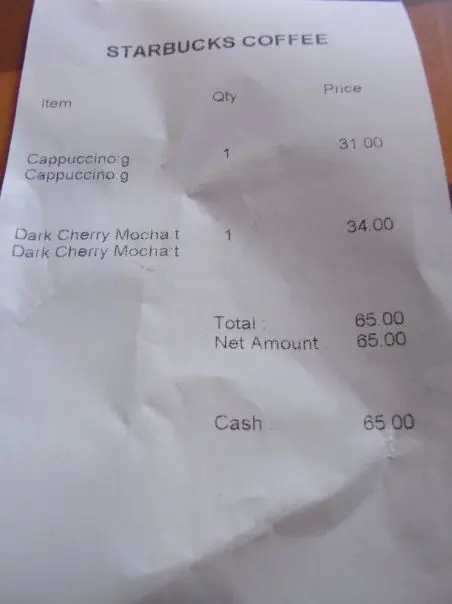 STARBUCKS COFFEE
Item Qty Price
Cappuccino:g 1 31.00
Cappuccino.g
Dark Cherry Mocha:t 1 34.00
Dark Cherry Mocha:t
Total : 65.00
Net Amount : 65.00
Cash : 65.00